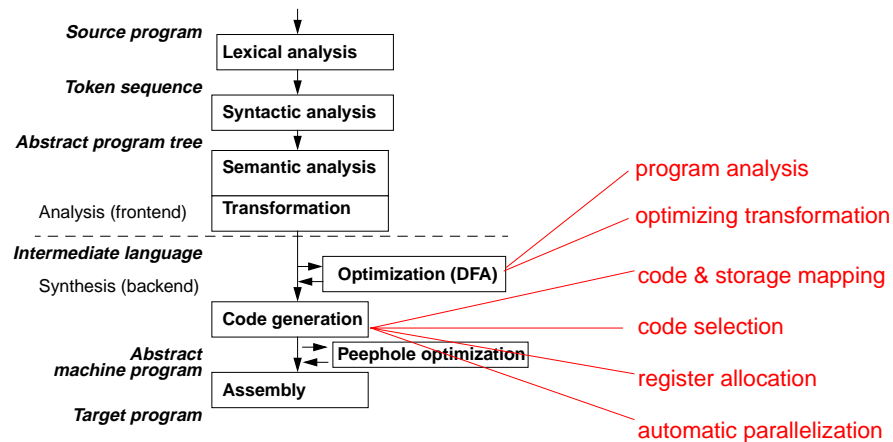 Source program
Lexical analysis
Token sequence
Syntactic analysis
Abstract program tree
Semantic analysis
program analysis
Analysis (frontend)
Transformation
optimizing transformation
Intermediate language
Optimization (DFA)
code & storage mapping
Synthesis (backend)
Code generation
code selection
Abstract
machine program
Peephole optimization
register allocation
Assembly
Target program
automatic parallelization